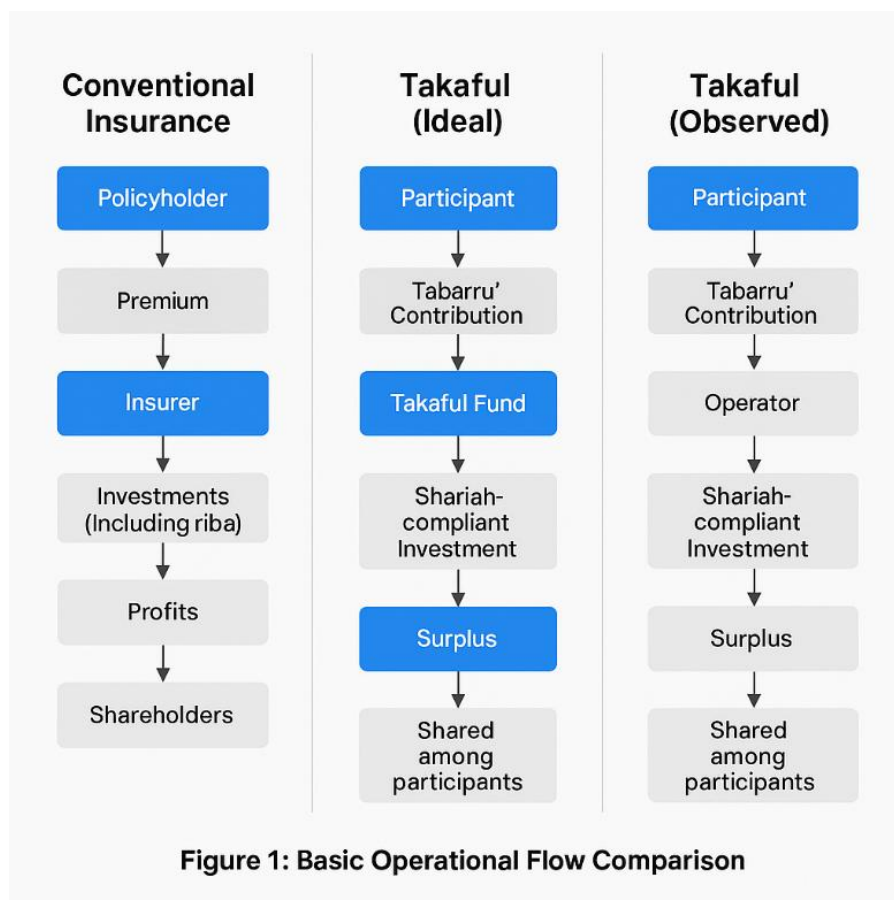 Conventional
Insurance
Policyholder
Premium
Insurer
Investments
(Including riba)
Profits
Shareholders
Takaful
(Ideal)
Participant
Tabarru’
Contribution
Takaful Fund
Shariah-
compliant
Investment
Surplus
Shared
among
participants
Takaful
(Observed)
Participant
Tabarru’
Contribution
Operator
Shariah-
compliant
Investment
Surplus
Shared
among
participants
Figure 1: Basic Operational Flow Comparison